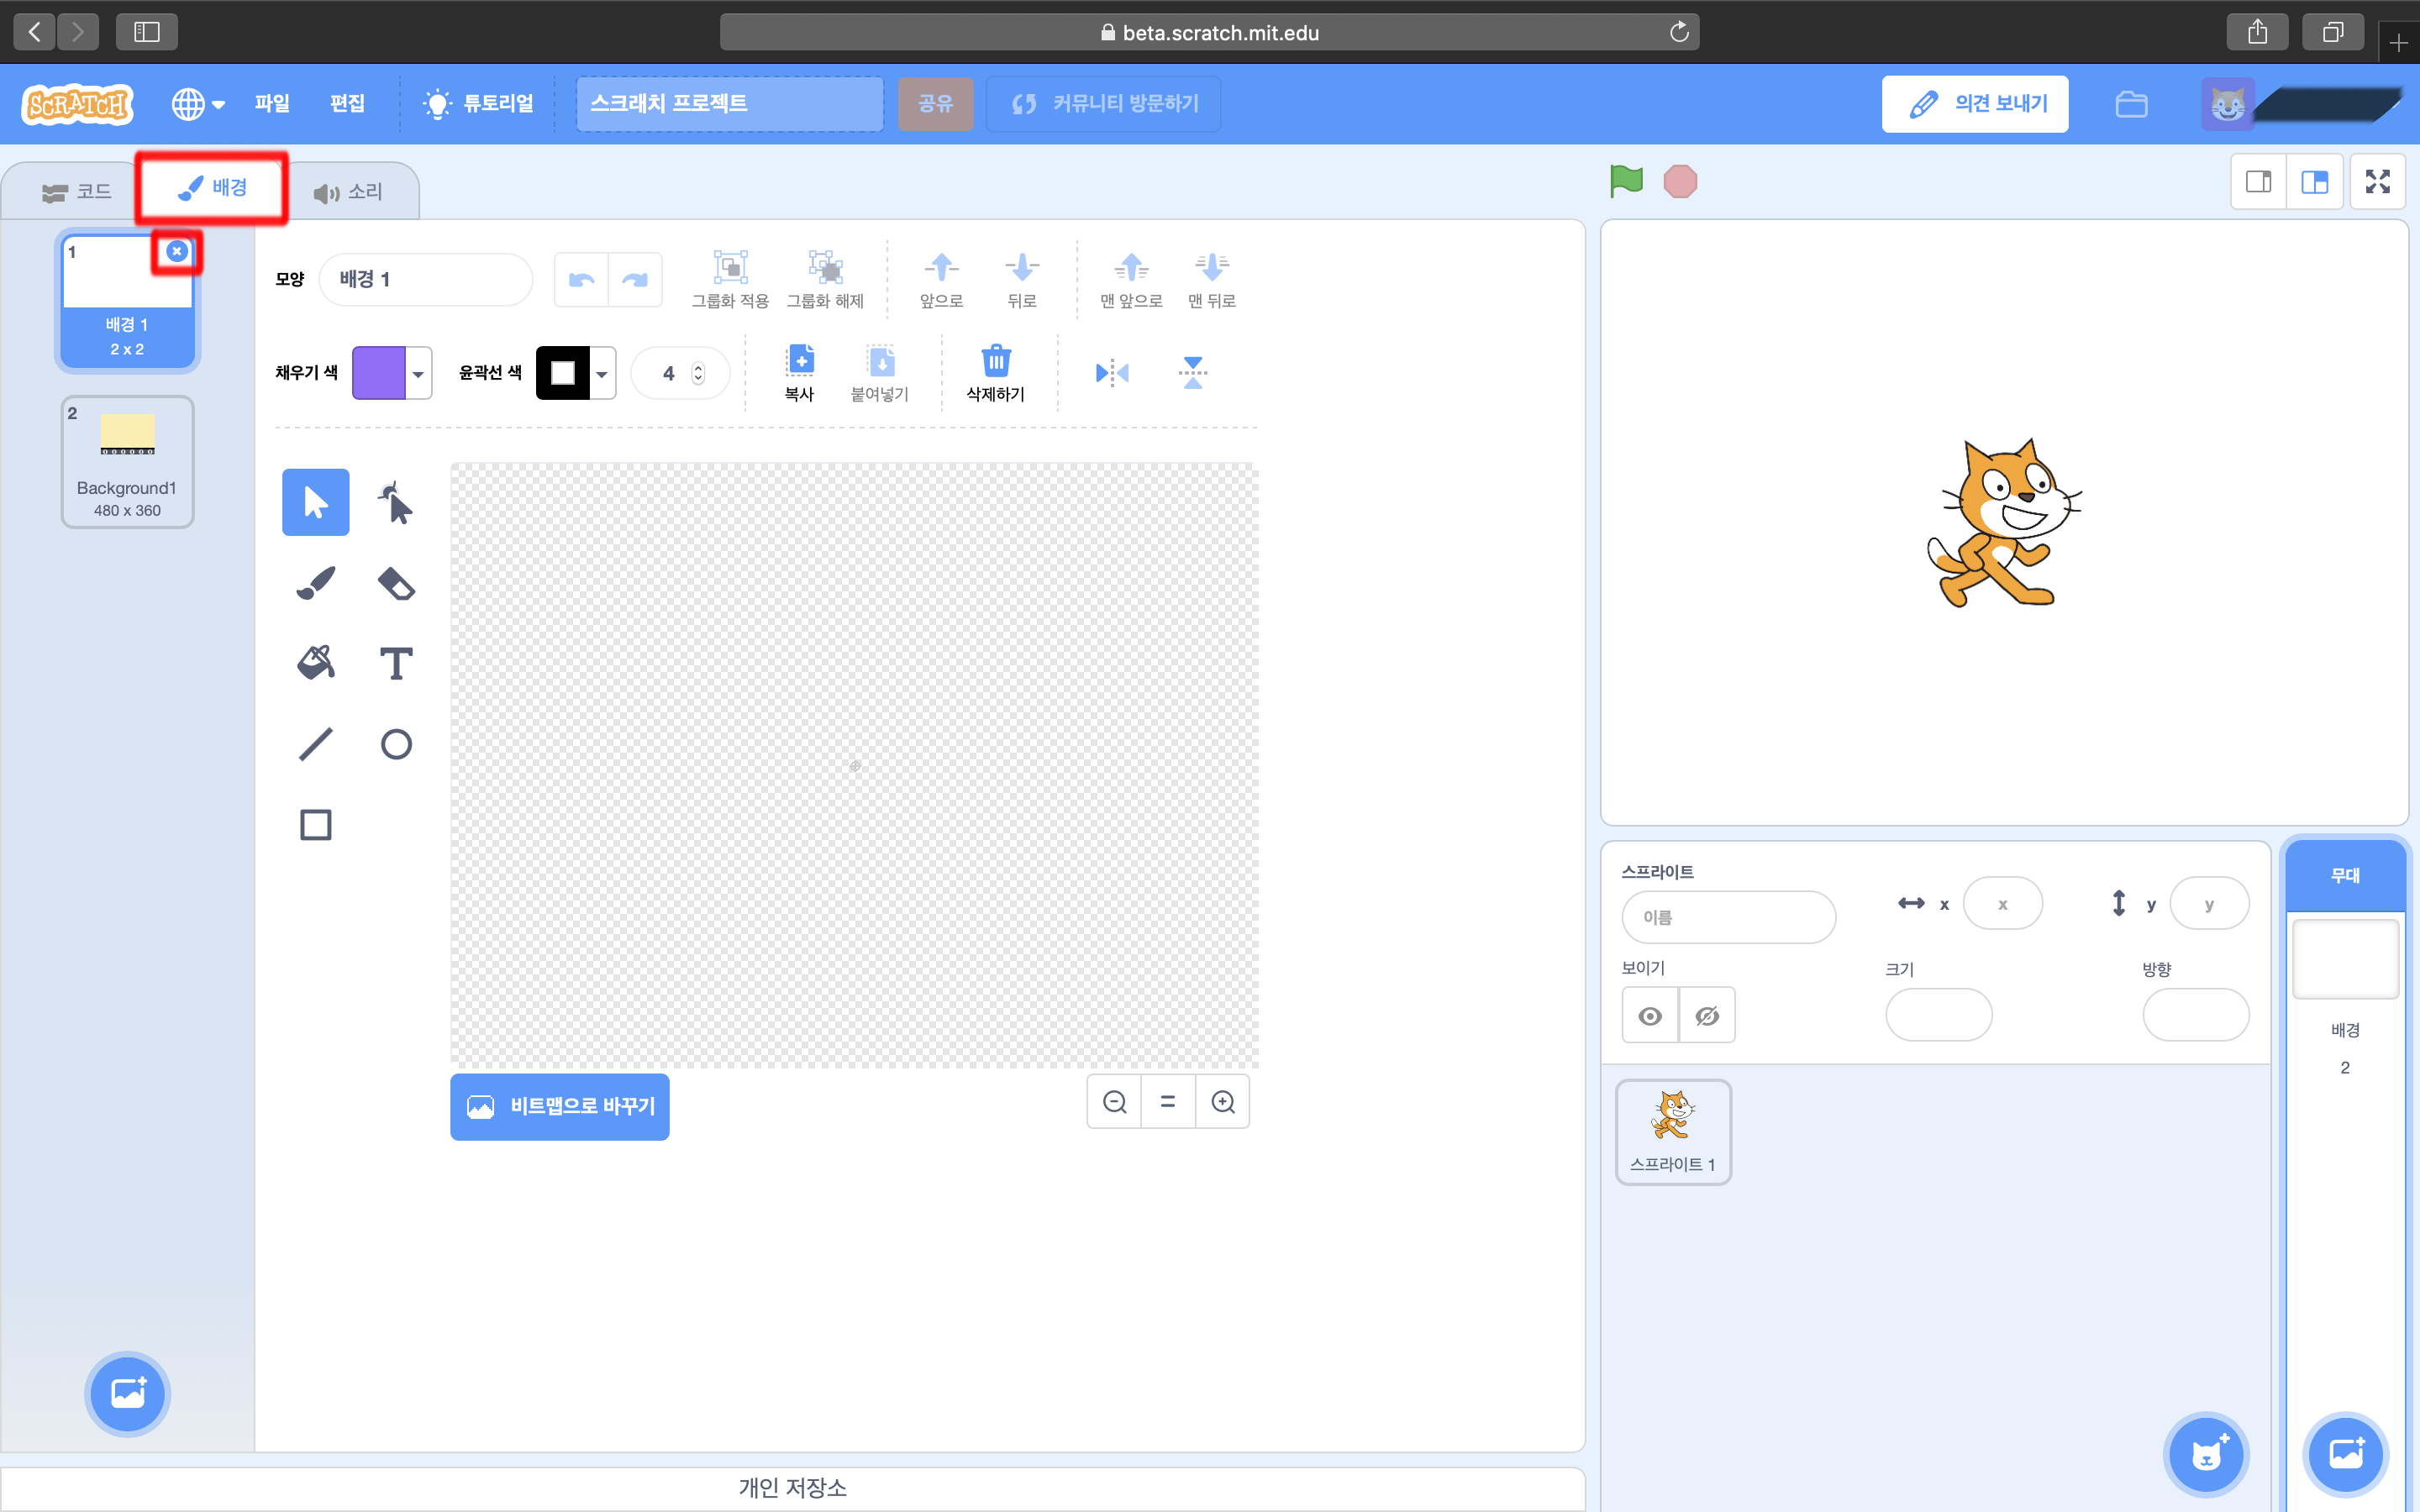 beta.scratch.mit.edu
SCRATCH
파일
편집
튜토리얼
스크래치 프로젝트
공유
커뮤니티 방문하기
의견 보내기
코드
배경
소리
1
배경 1
2 x 2
2
Background1
480 x 360
모양
배경 1
그룹화 적용
그룹화 해제
앞으로
뒤로
맨 앞으로
맨 뒤로
채우기 색
윤곽선 색
4
복사
붙여넣기
삭제하기
T
비트맵으로 바꾸기
개인 저장소
스프라이트
이름
x
x
y
y
보이기
크기
방향
스프라이트 1
무대
배경
2